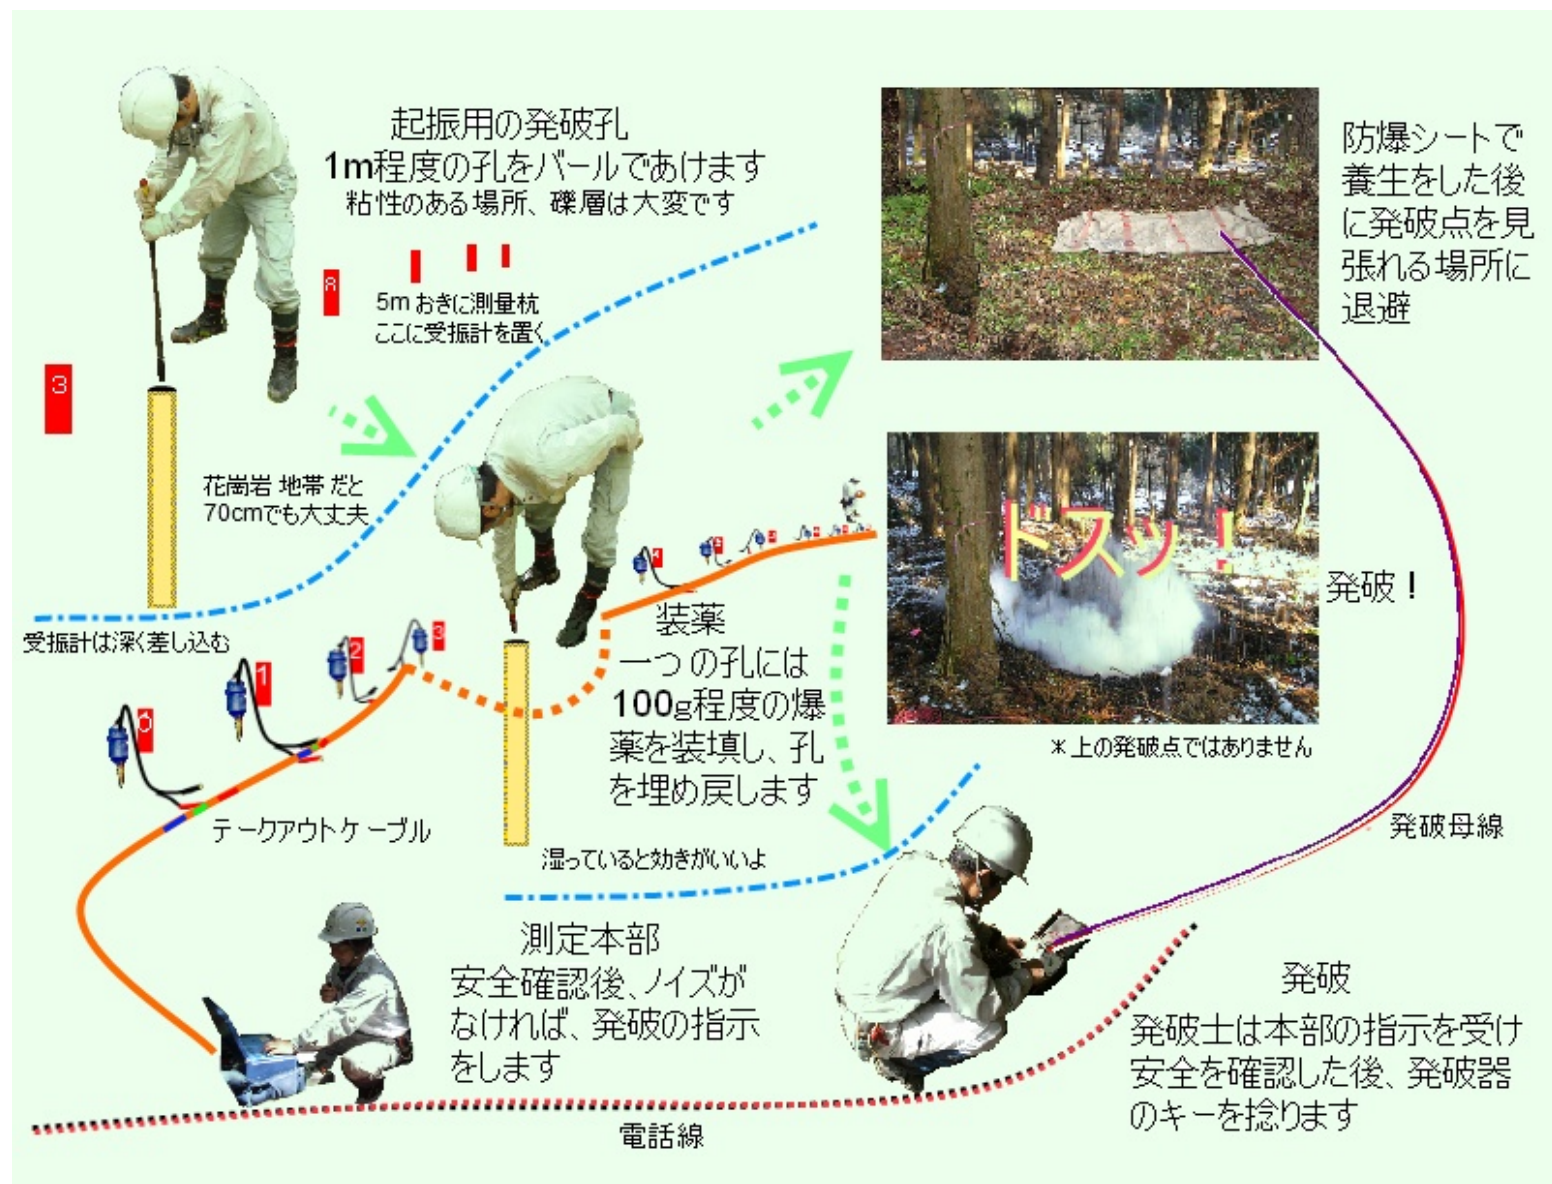 起振用の発破孔
1m程度の孔をバールであけます
粘性のある場所、礫層は大変です
8
5mおきに測量杭
ここに受振計を置く
3
花崗岩地帯だと
70cmでも大丈夫
防爆シートで
養生をした後
に発破点を見
張れる場所に
退避
ドスッ!
発破!
*上の発破点ではありません
受振計は深く差し込む
0
1
2
3
4
装薬
一つの孔には
100g程度の爆
薬を装填し、孔
を埋め戻します
テークアウトケーブル
湿っていると効きがいいよ
発破母線
測定本部
安全確認後、ノイズが
なければ、発破の指示
をします
発破
発破士は本部の指示を受け
安全を確認した後、発破器
のキーを捻ります
電話線